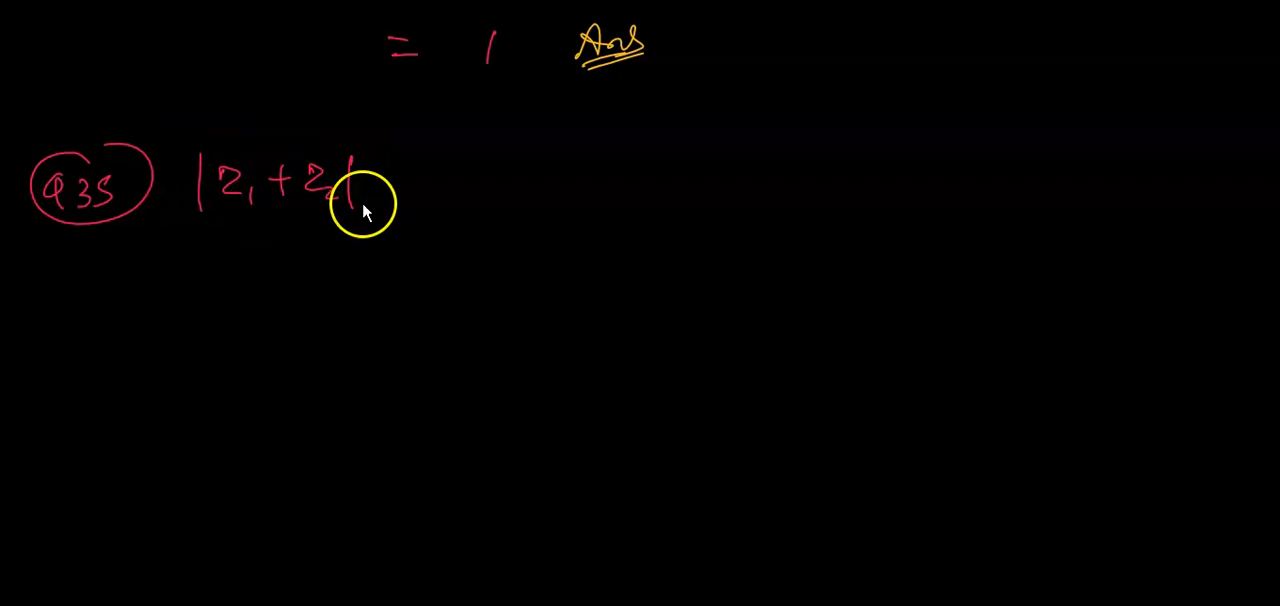 = 1 Ans
Q35 |z₁ + z₂|